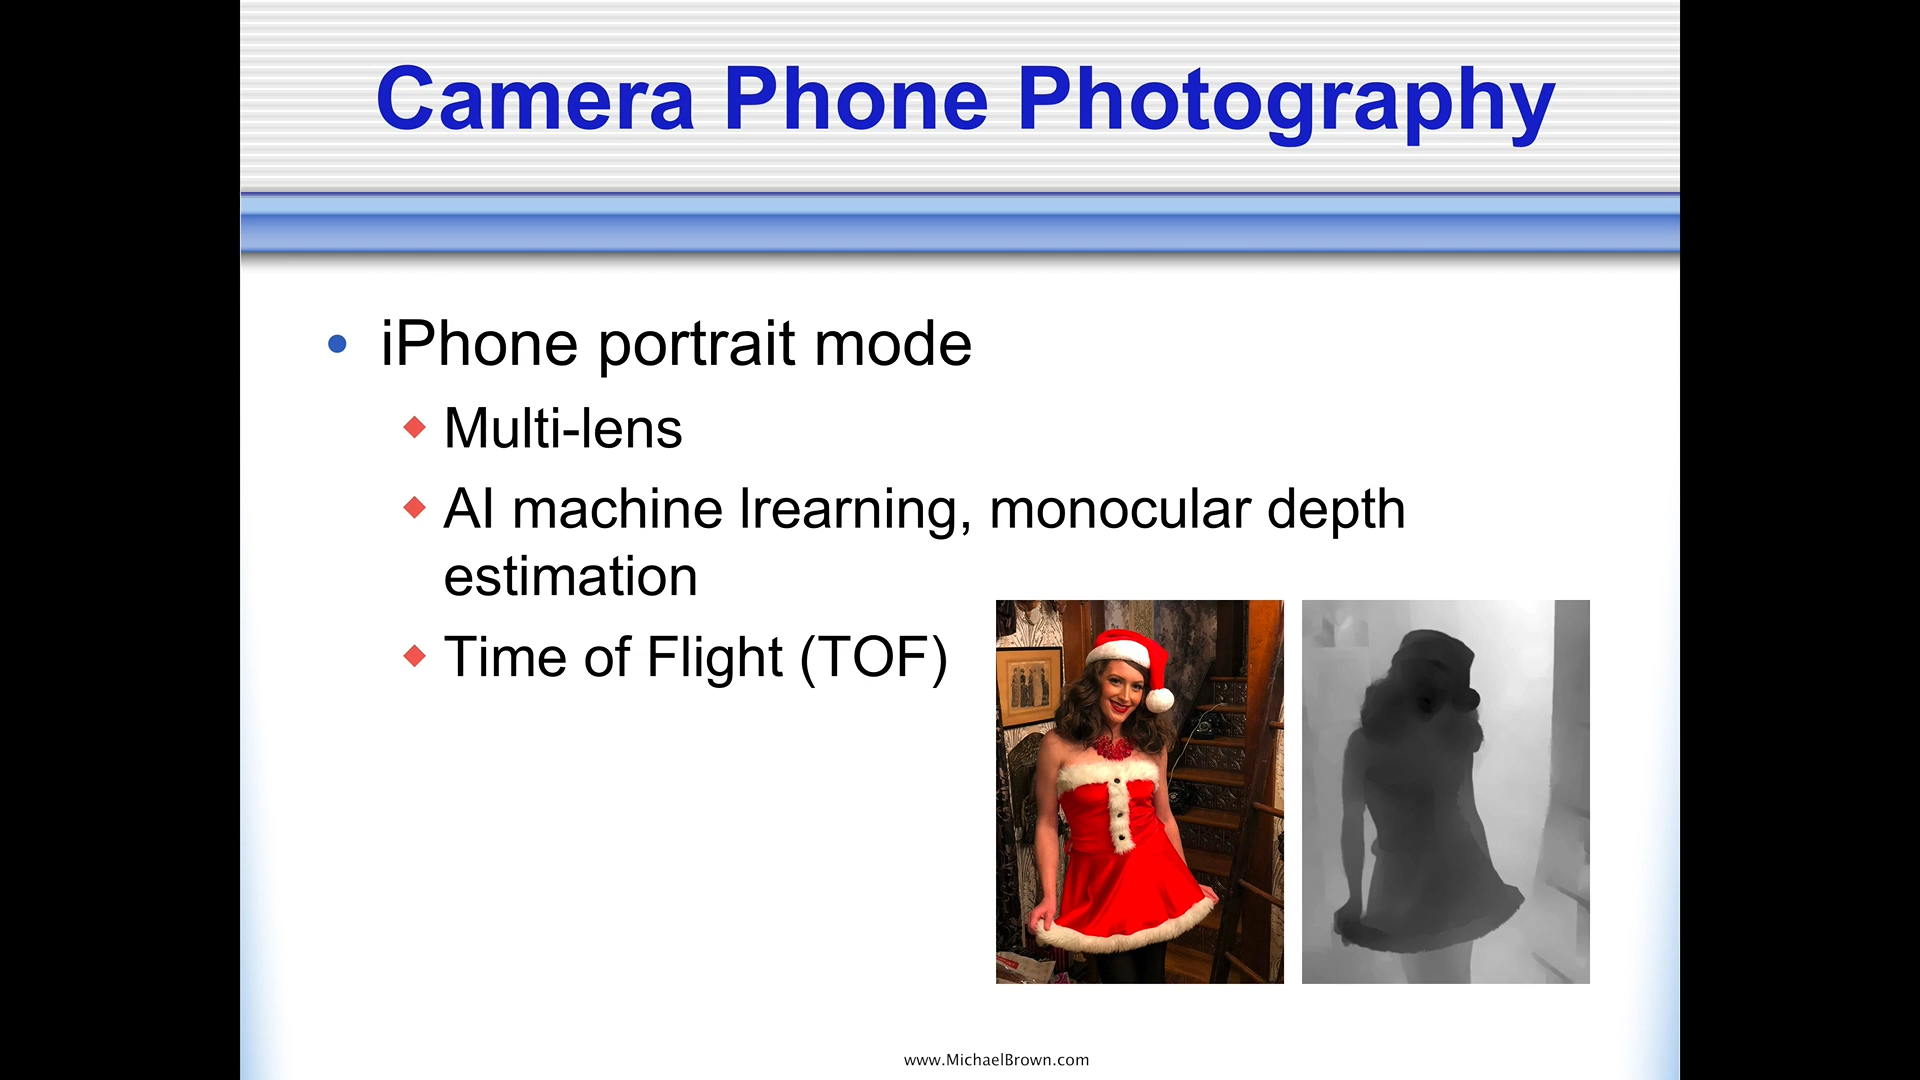 Camera Phone Photography
iPhone portrait mode
Multi-lens
AI machine lrearning, monocular depth
estimation
Time of Flight (TOF)
www.MichaelBrown.com